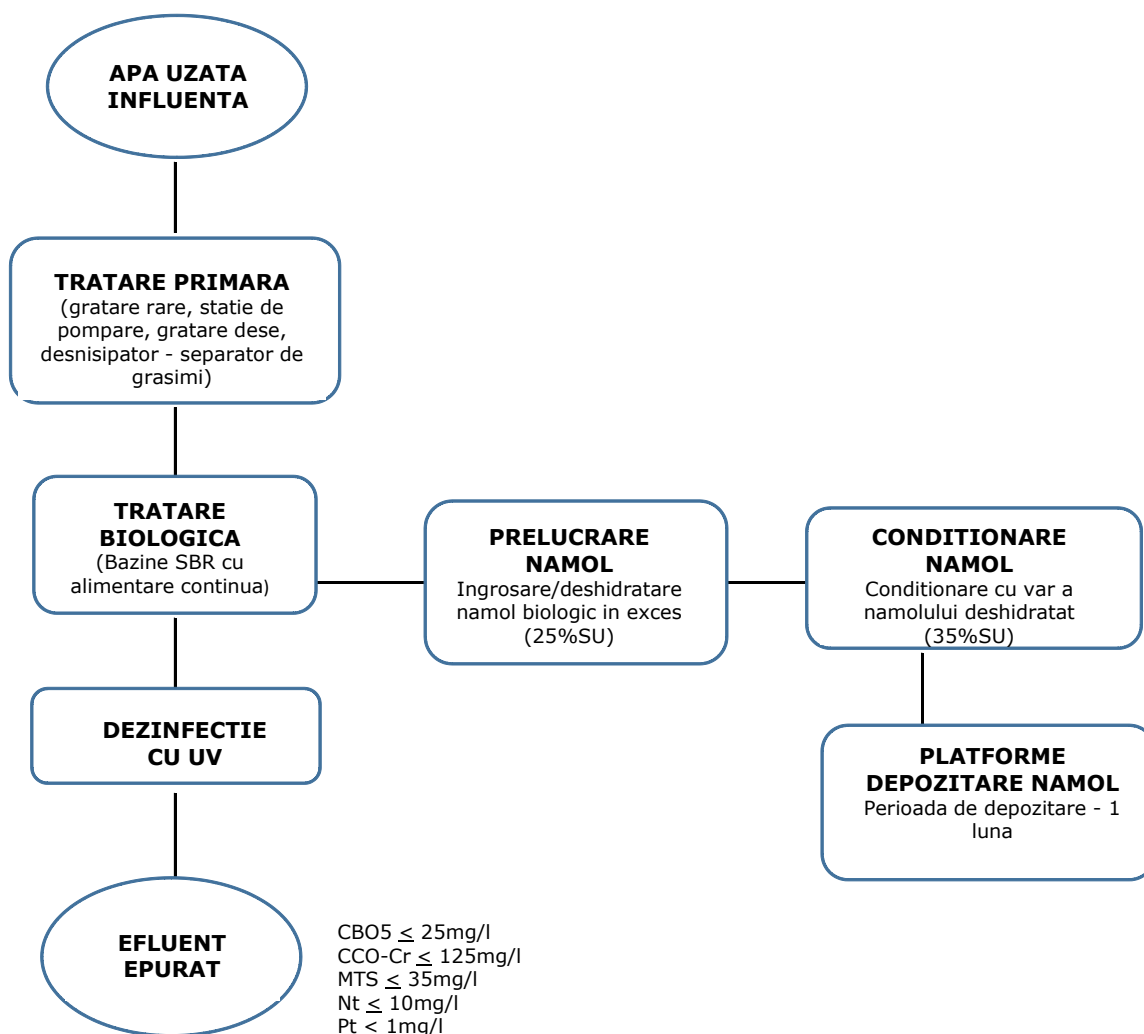 APA UZATA
INFLUENTA
TRATARE PRIMARA
(gratare rare, statie de
pompare, gratare dese,
desnisipator - separator de
grasimi)
TRATARE
BIOLOGICA
(Bazine SBR cu
alimentare continua)
PRELUCRARE
NAMOL
Ingrosare/deshidratare
namol biologic in exces
(25%SU)
CONDITIONARE
NAMOL
Conditionare cu var a
namolului deshidratat
(35%SU)
DEZINFECTIE
CU UV
PLATFORME
DEPOZITARE NAMOL
Perioada de depozitare - 1
luna
EFLUENT
EPURAT
CBO5 ≤ 25mg/l
CCO-Cr ≤ 125mg/l
MTS ≤ 35mg/l
Nt ≤ 10mg/l
Pt < 1mg/l